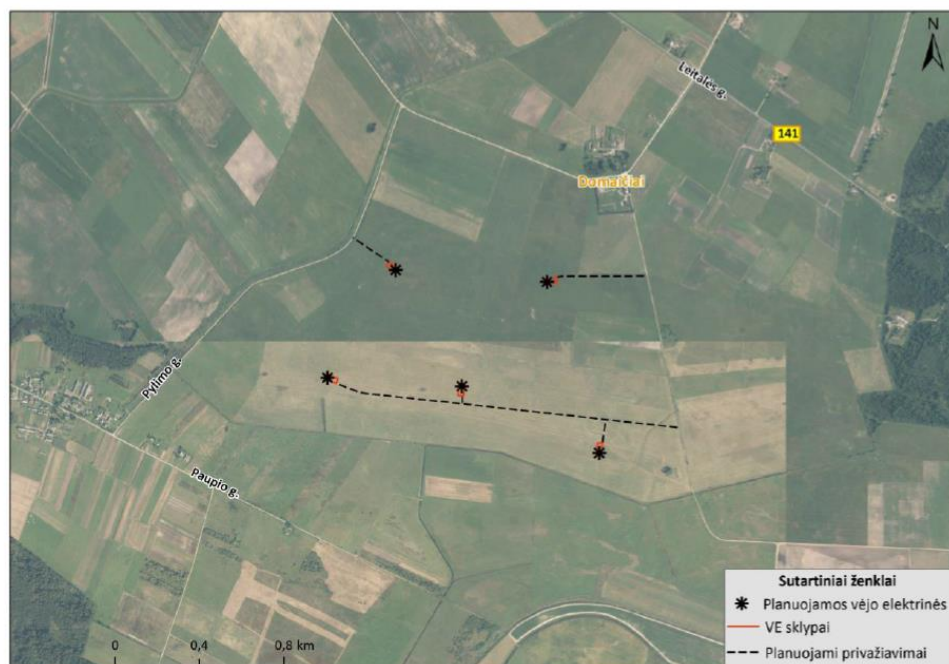 N
Leitalės g.
141
Domaičiai
Pylimo g.
Paupio g.
0 0,4 0,8 km
Sutartiniai ženklai
Planuojamos vėjo elektrinės
VE sklypai
Planuojami privažiavimai